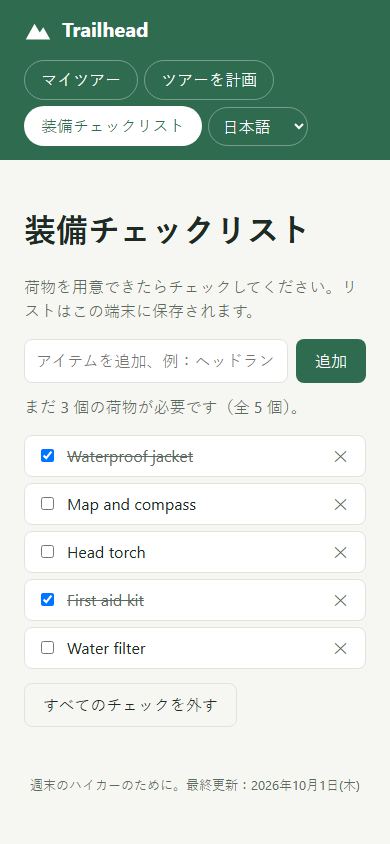 Trailhead
マイツアー
ツアーを計画
装備チェックリスト
日本語
装備チェックリスト
荷物を用意できたらチェックしてください。リ
ストはこの端末に保存されます。
アイテムを追加、例：ヘッドラン
追加
まだ 3 個の荷物が必要です（全 5 個）。
Waterproof jacket
Map and compass
Head torch
First aid kit
Water filter
すべてのチェックを外す
週末のハイカーのために。最終更新：2026年10月1日(木)